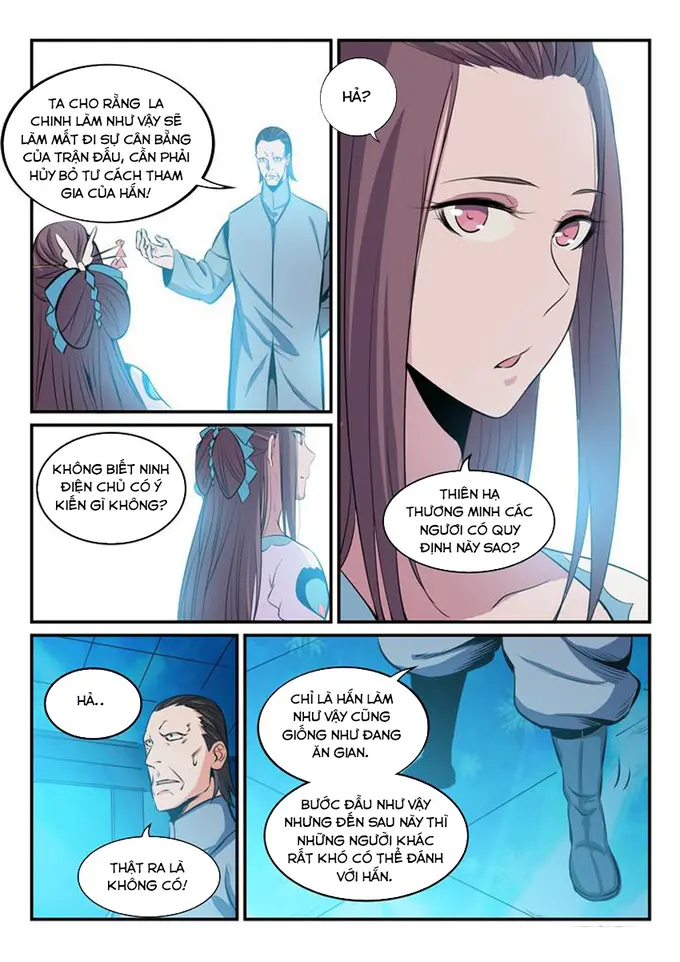 TA CHO RẰNG LA
CHINH LÀM NHƯ VẬY SẼ
LÀM MẤT ĐI SỰ CÂN BẰNG
CỦA TRẬN ĐẤU, CẦN PHẢI
HỦY BỎ TƯ CÁCH THAM
GIA CỦA HẮN!
HẢ?
KHÔNG BIẾT NINH
ĐIỆN CHỦ CÓ Ý
KIẾN GÌ KHÔNG?
THIÊN HẠ
THƯƠNG MINH CÁC
NGƯƠI CÓ QUY
ĐỊNH NÀY SAO?
HẢ..
THẬT RA LÀ
KHÔNG CÓ!
CHỈ LÀ HẮN LÀM
NHƯ VẬY CŨNG
GIỐNG NHƯ ĐANG
ĂN GIAN.
BƯỚC ĐẦU NHƯ VẬY
NHƯNG ĐẾN SAU NÀY THÌ
NHỮNG NGƯỜI KHÁC
RẤT KHÓ CÓ THỂ ĐÁNH
VỚI HẮN.